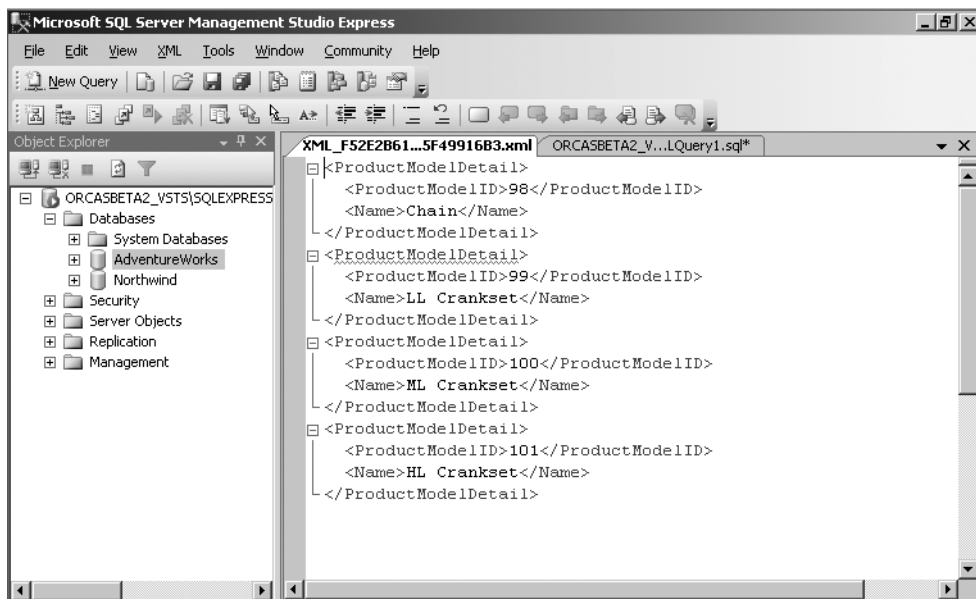 Microsoft SQL Server Management Studio Express
File Edit View XML Tools Window Community Help
New Query
Object Explorer
XML_F52E2B61...5F49916B3.xml ORCASBETA2_V...LQuery1.sql*
ORCASBETA2_VSTS\SQLEXPRESS
Databases
System Databases
AdventureWorks
Northwind
Security
Server Objects
Replication
Management
<ProductModelDetail>
<ProductModelID>98</ProductModelID>
<Name>Chain</Name>
</ProductModelDetail>
<ProductModelDetail>
<ProductModelID>99</ProductModelID>
<Name>LL Crankset</Name>
</ProductModelDetail>
<ProductModelDetail>
<ProductModelID>100</ProductModelID>
<Name>ML Crankset</Name>
</ProductModelDetail>
<ProductModelDetail>
<ProductModelID>101</ProductModelID>
<Name>HL Crankset</Name>
</ProductModelDetail>